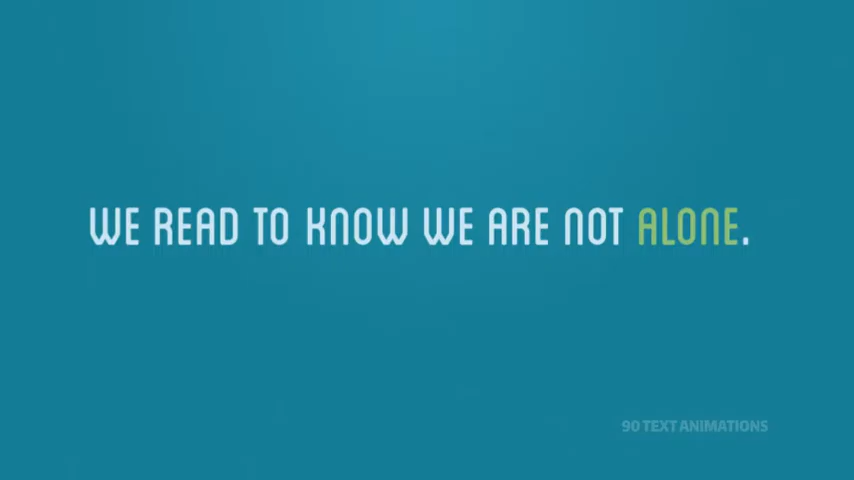 WE READ TO KNOW WE ARE NOT ALONE.
90 TEXT ANIMATIONS